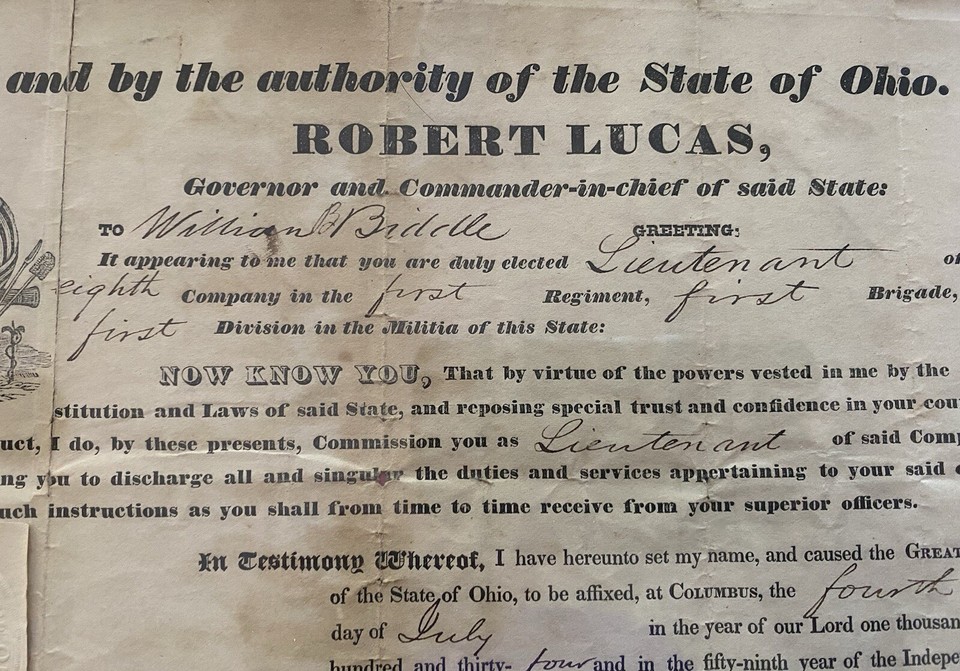 and by the authority of the State of Ohio.
ROBERT LUCAS,
Governor and Commander-in-chief of said State:
TO William B Biddle GREETING:
It appearing to me that you are duly elected Lieutenant of
eighth Company in the first Regiment, first Brigade,
first Division in the Militia of this State:
NOW KNOW YOU, That by virtue of the powers vested in me by the
stitution and Laws of said State, and reposing special trust and confidence in your cou
uct, I do, by these presents, Commission you as Lieutenant of said Comp
ng you to discharge all and singular the duties and services appertaining to your said
uch instructions as you shall from time to time receive from your superior officers.
In Testimony Whereof, I have hereunto set my name, and caused the GREAT
of the State of Ohio, to be affixed, at COLUMBUS, the fourth
day of July in the year of our Lord one thousan
hundred and thirty- four and in the fifty-ninth year of the Indepe